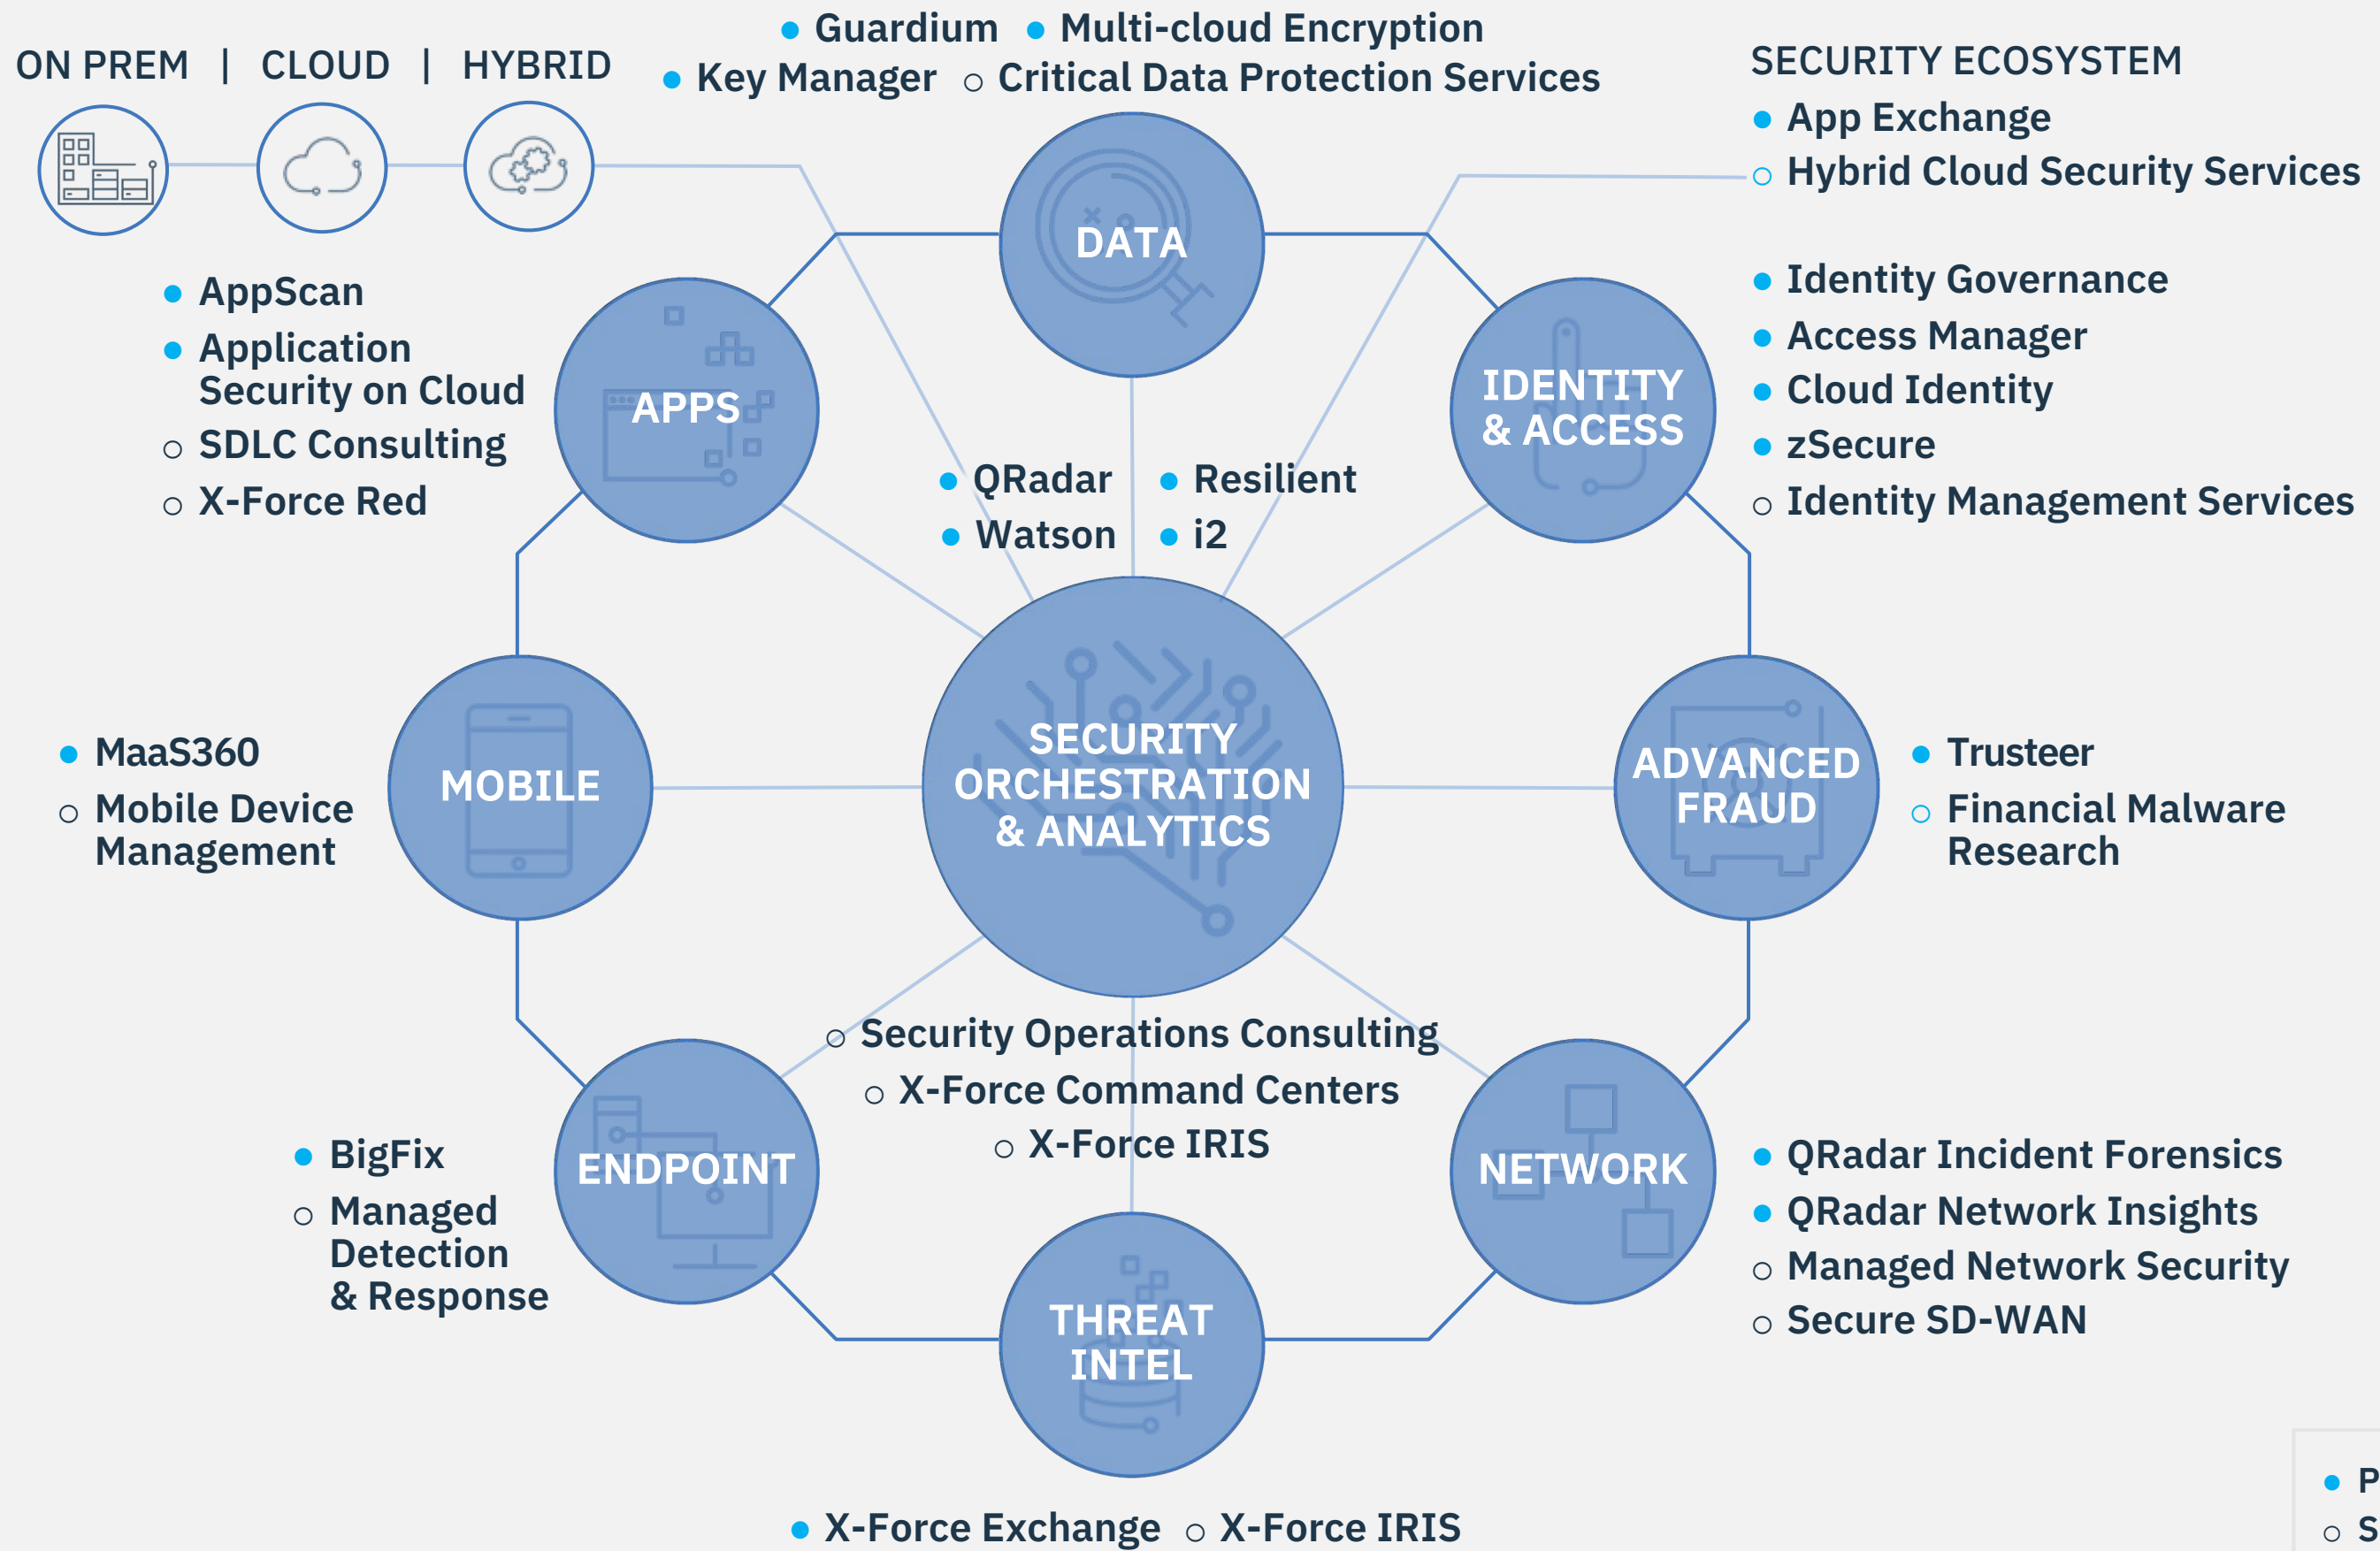 ON PREM | CLOUD | HYBRID
● Guardium ● Multi-cloud Encryption
● Key Manager ○ Critical Data Protection Services
SECURITY ECOSYSTEM
● App Exchange
○ Hybrid Cloud Security Services
DATA
● AppScan
● Application
Security on Cloud
○ SDLC Consulting
○ X-Force Red
APPS
● QRadar ● Resilient
● Watson ● i2
IDENTITY
& ACCESS
● Identity Governance
● Access Manager
● Cloud Identity
● zSecure
○ Identity Management Services
● MaaS360
○ Mobile Device
Management
MOBILE
SECURITY
ORCHESTRATION
& ANALYTICS
ADVANCED
FRAUD
● Trusteer
○ Financial Malware
Research
○ Security Operations Consulting
○ X-Force Command Centers
○ X-Force IRIS
● BigFix
○ Managed
Detection
& Response
ENDPOINT
NETWORK
● QRadar Incident Forensics
● QRadar Network Insights
○ Managed Network Security
○ Secure SD-WAN
THREAT
INTEL
● X-Force Exchange ○ X-Force IRIS